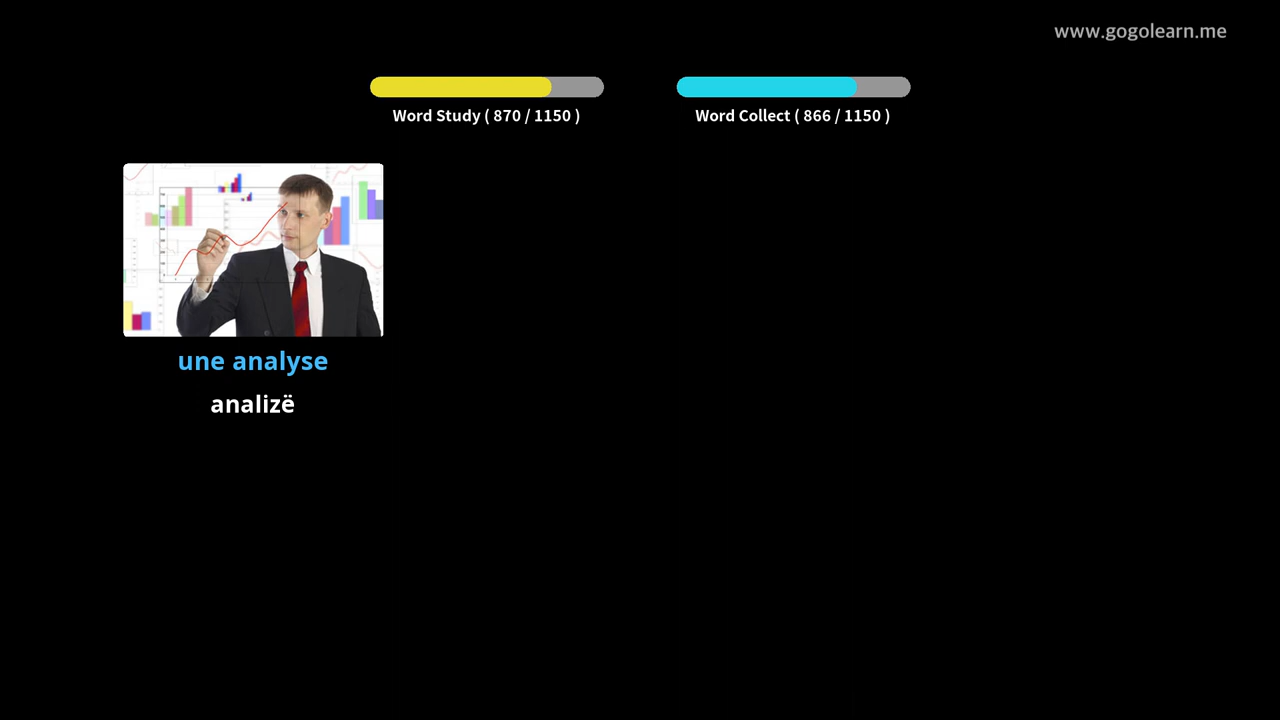 www.gogolearn.me
Word Study ( 870 / 1150 )
Word Collect ( 866 / 1150 )
une analyse
analizë